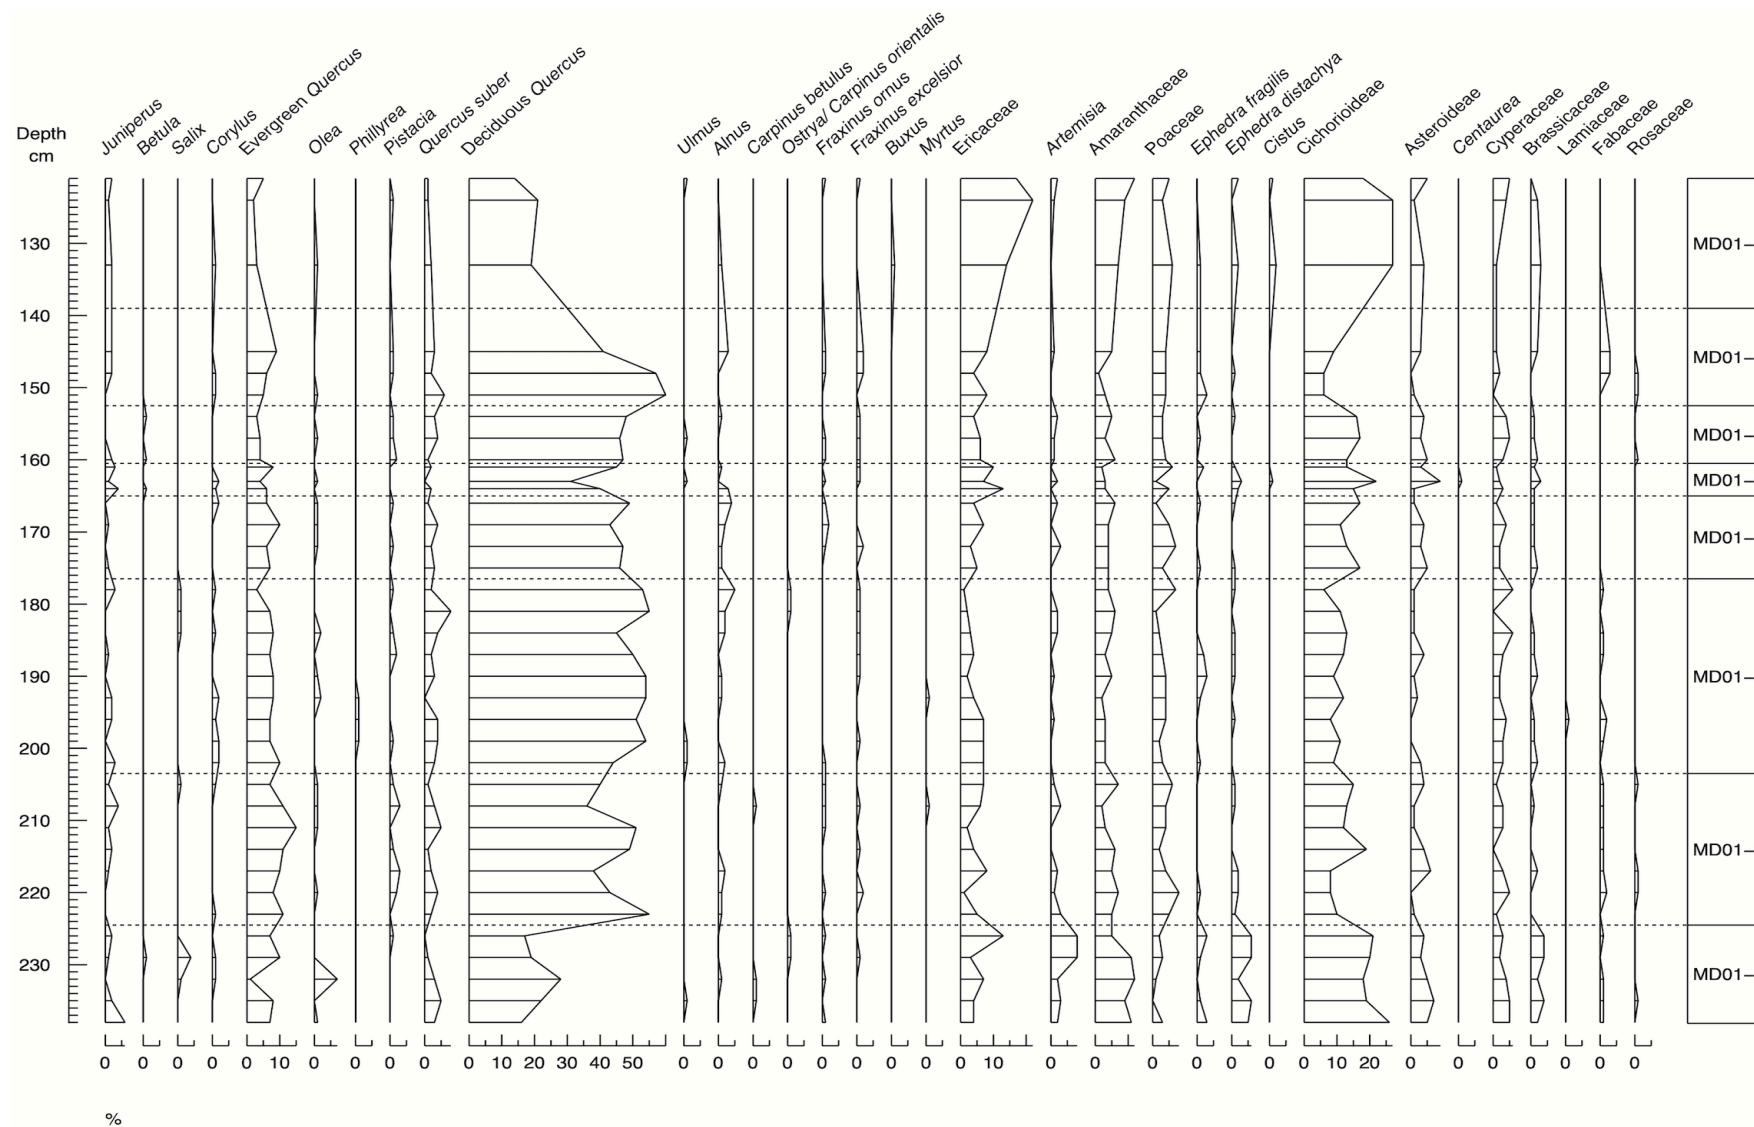 Depth
cm
Juniperus
Betula
Salix
Corylus
Evergreen Quercus
Olea
Phillyrea
Pistacia
Quercus suber
Deciduous Quercus
Ulmus
Alnus
Carpinus betulus
Ostrya/ Carpinus orientalis
Fraxinus ornus
Fraxinus excelsior
Buxus
Myrtus
Ericaceae
Artemisia
Amaranthaceae
Poaceae
Ephedra fragilis
Ephedra distachya
Cistus
Cichorioideae
Asteroideae
Centaurea
Cyperaceae
Brassicaceae
Lamiaceae
Fabaceae
Rosaceae
130
140
150
160
170
180
190
200
210
220
230
MD01–
MD01–
MD01–
MD01–
MD01–
MD01–
MD01–
MD01–
0 0 0 0 0 10 0 0 0 0 0 10 20 30 40 50 0 0 0 0 0 0 0 0 0 10 0 0 0 0 0 0 0 10 20 0 0 0 0 0 0 0
%